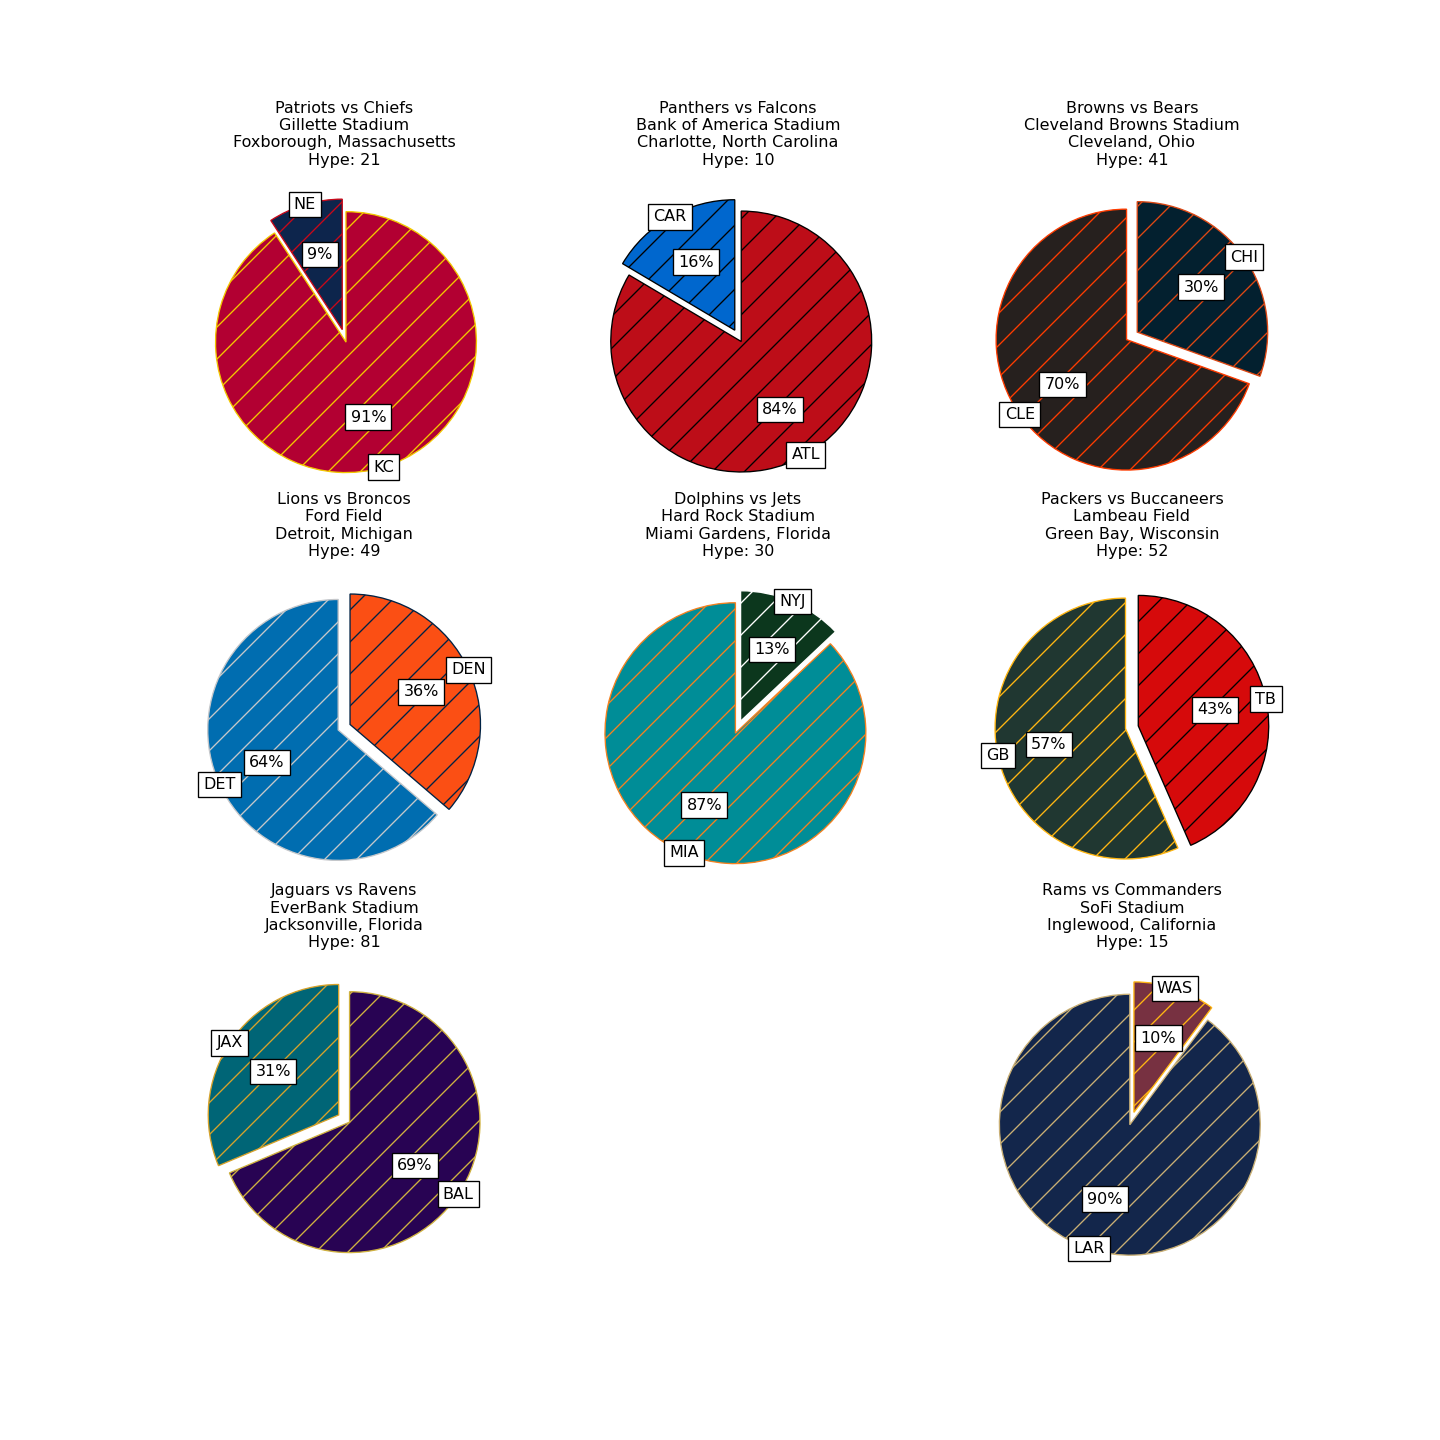 Patriots vs Chiefs
Gillette Stadium
Foxborough, Massachusetts
Hype: 21
NE
9%
91%
KC
Panthers vs Falcons
Bank of America Stadium
Charlotte, North Carolina
Hype: 10
CAR
16%
84%
ATL
Browns vs Bears
Cleveland Browns Stadium
Cleveland, Ohio
Hype: 41
CHI
30%
70%
CLE
Lions vs Broncos
Ford Field
Detroit, Michigan
Hype: 49
DEN
36%
64%
DET
Dolphins vs Jets
Hard Rock Stadium
Miami Gardens, Florida
Hype: 30
NYJ
13%
87%
MIA
Packers vs Buccaneers
Lambeau Field
Green Bay, Wisconsin
Hype: 52
TB
43%
57%
GB
Jaguars vs Ravens
EverBank Stadium
Jacksonville, Florida
Hype: 81
JAX
31%
69%
BAL
Rams vs Commanders
SoFi Stadium
Inglewood, California
Hype: 15
WAS
10%
90%
LAR